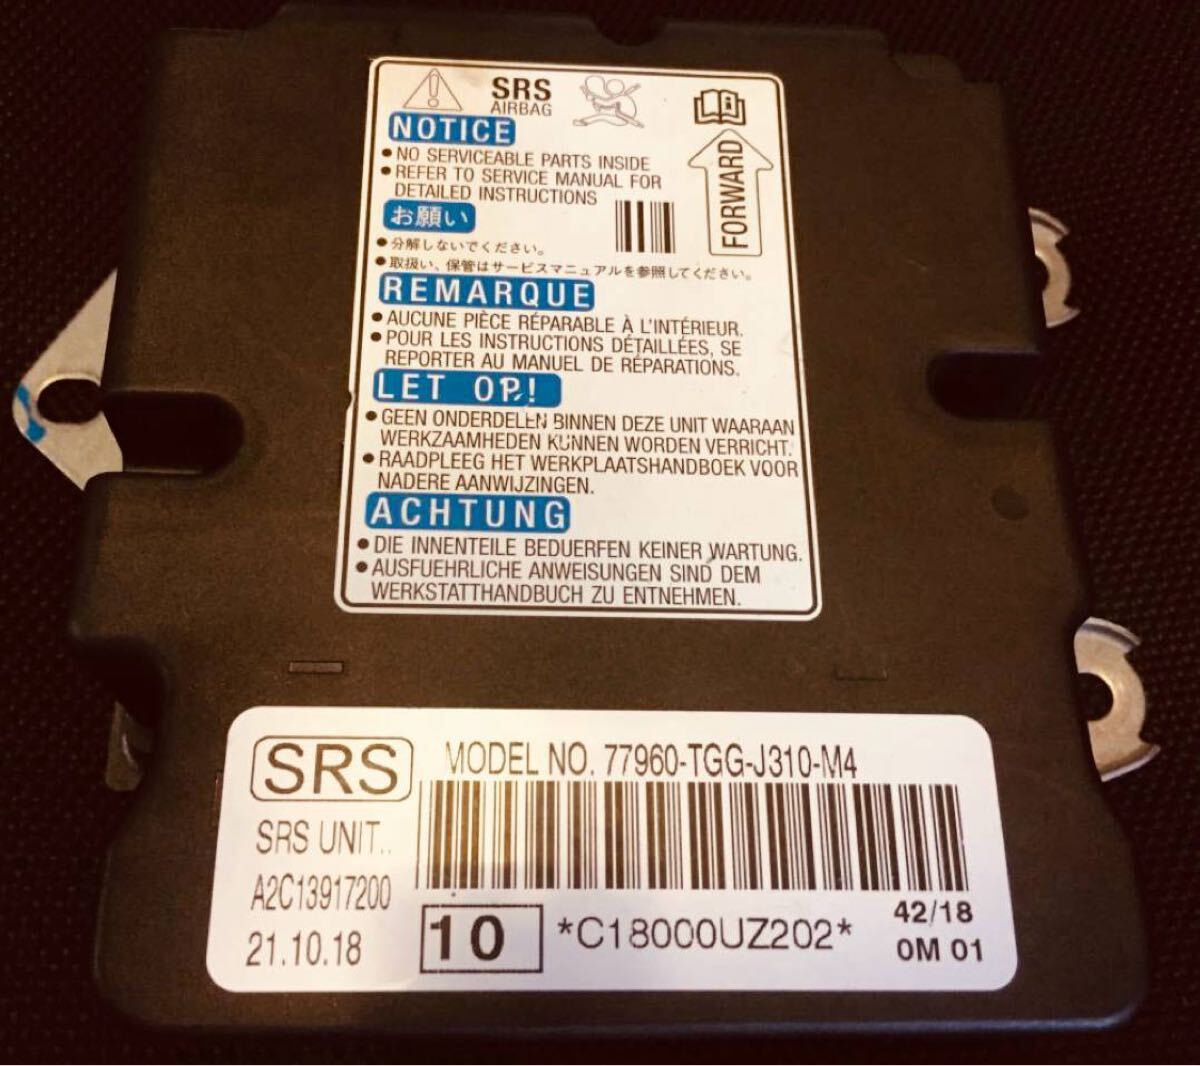 SRS
AIRBAG
NOTICE
● NO SERVICEABLE PARTS INSIDE
● REFER TO SERVICE MANUAL FOR
DETAILED INSTRUCTIONS
FORWARD
お願い
● 分解しないでください。
● 取扱い、保管はサービスマニュアルを参照してください。
REMARQUE
● AUCUNE PIÈCE RÉPARABLE À L'INTÉRIEUR.
● POUR LES INSTRUCTIONS DÉTAILLÉES, SE
REPORTER AU MANUEL DE RÉPARATIONS.
LET OP!
● GEEN ONDERDELEN BINNEN DEZE UNIT WAARAAN
WERKZAAMHEDEN KUNNEN WORDEN VERRICHT.
● RAADPLEEG HET WERKPLAATSHANDBOEK VOOR
NADERE AANWIJZINGEN.
ACHTUNG
● DIE INNENTEILE BEDUERFEN KEINER WARTUNG.
● AUSFUEHRLICHE ANWEISUNGEN SIND DEM
WERKSTATTHANDBUCH ZU ENTNEHMEN.
SRS
MODEL NO. 77960-TGG-J310-M4
SRS UNIT..
A2C13917200
21.10.18
10
*C18000UZ202*
42/18
0M 01